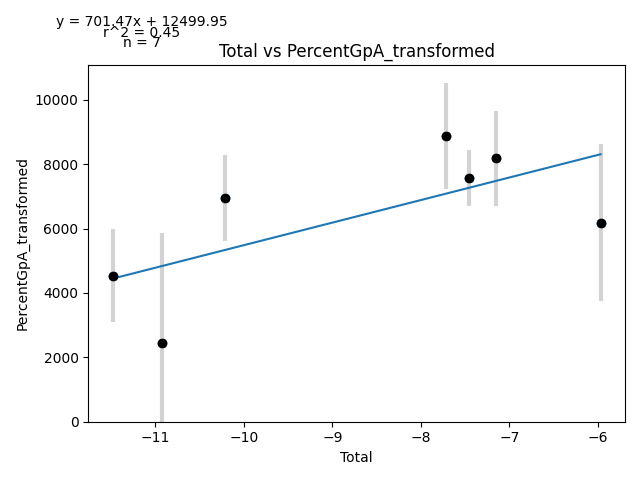 y = 701.47x + 12499.95
r^2 = 0.45
n = 7
Total vs PercentGpA_transformed
PercentGpA_transformed
10000
8000
6000
4000
2000
0
−11
−10
−9
−8
−7
−6
Total